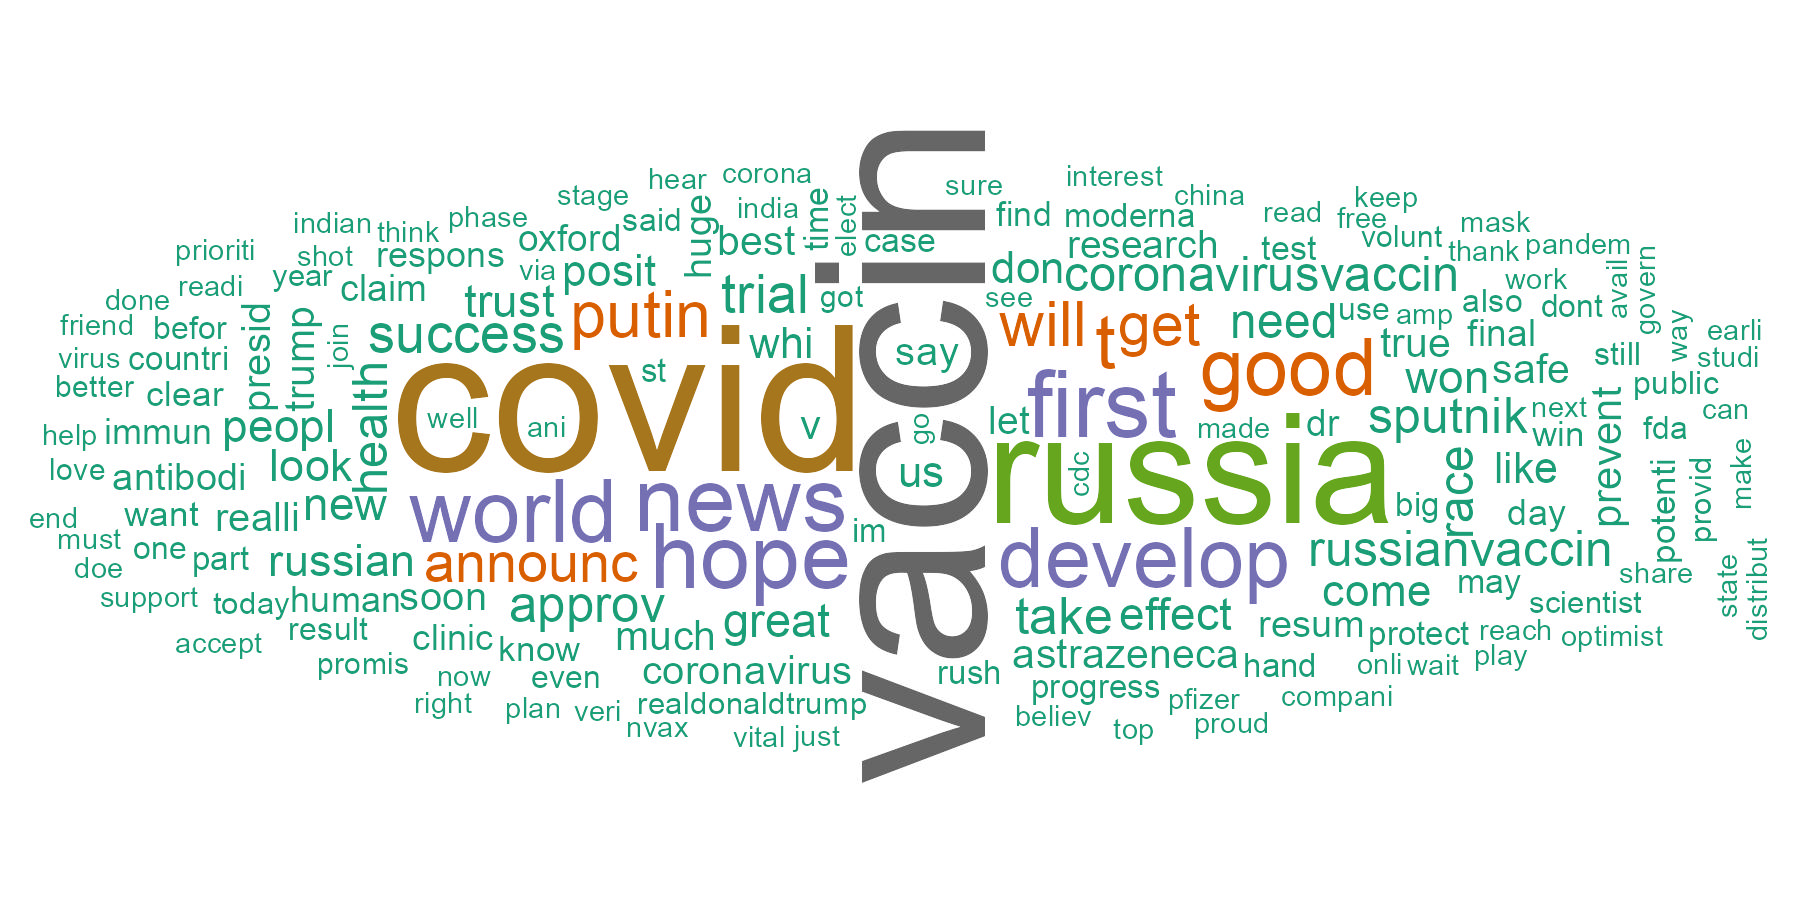 vaccin
covid
russia
world
news
hope
first
develop
putin
announc
will
t
get
good
hear
corona
stage
india
time
elect
sure
interest
china
keep
indian
think
phase
said
huge
best
case
find
moderna
read
free
mask
prioriti
shot
respons
oxford
via
posit
research
test
volunt
thank
pandem
readi
year
claim
trust
trial
got
don
coronavirusvaccin
see
work
avail
govern
done
friend
befor
presid
trump
join
success
whi
say
need
use
amp
also
dont
way
earli
virus
countri
st
true
final
still
studi
better
clear
health
won
safe
public
help
immun
peopl
well
ani
v
go
let
made
dr
sputnik
next
win
prevent
fda
can
love
antibodi
look
us
cdc
race
like
potenti
provid
make
end
want
realli
new
im
big
day
must
one
part
doe
russian
russianvaccin
share
state
distribut
support
today
human
soon
approv
great
take
effect
come
may
scientist
accept
result
clinic
know
much
resum
protect
reach
optimist
promis
now
even
coronavirus
rush
astrazeneca
hand
onli
wait
play
right
plan
veri
realdonaldtrump
progress
pfizer
compani
nvax
vital
just
believ
top
proud